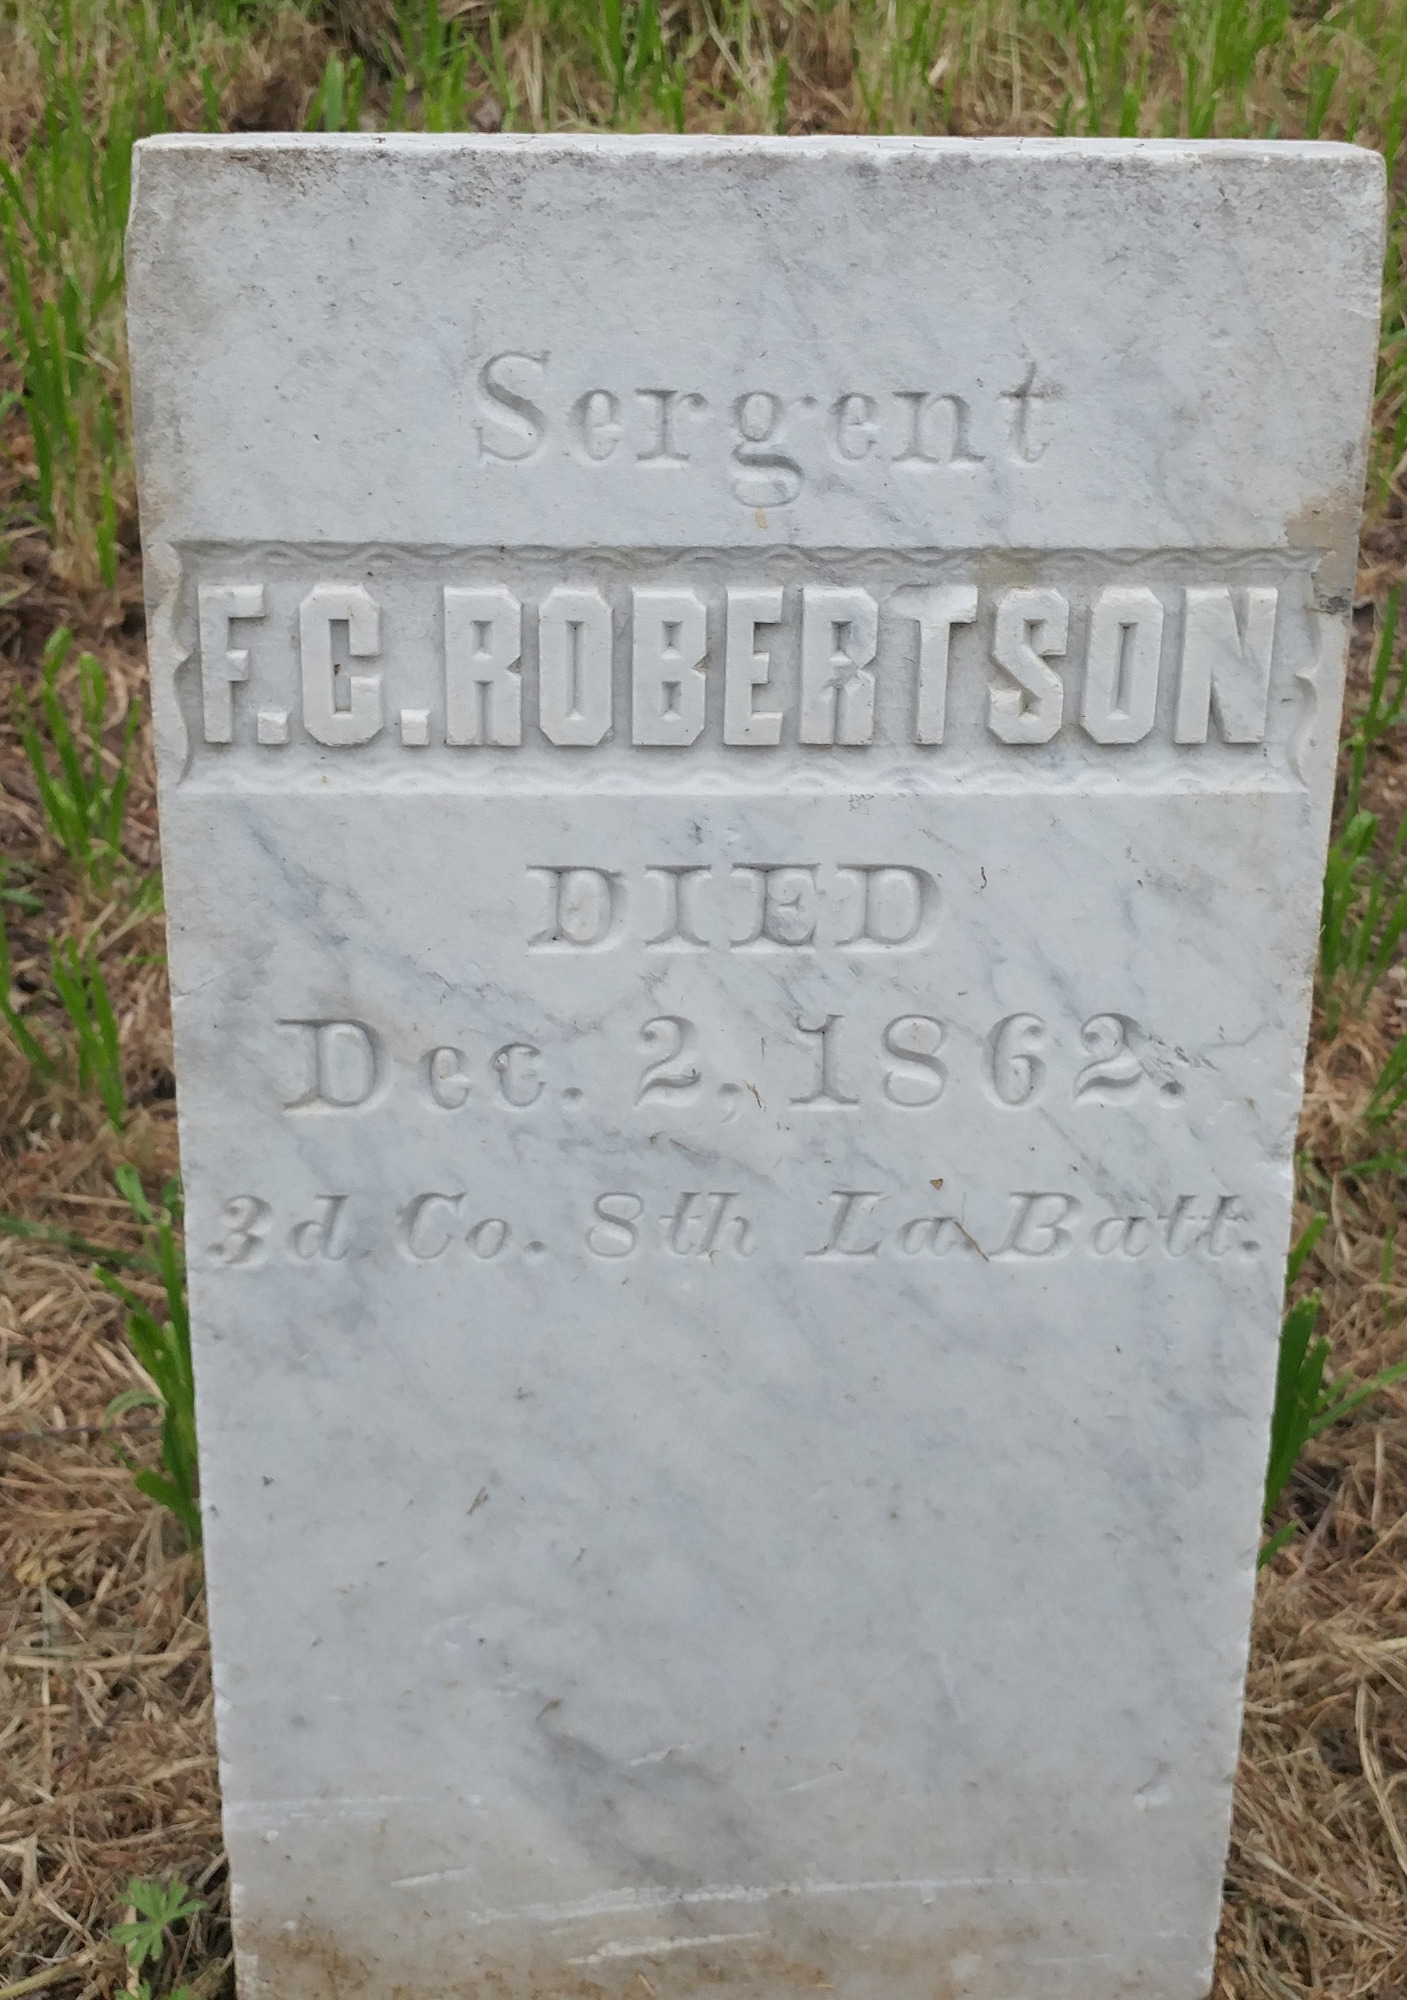 Sergent
F.C.ROBERTSON
DIED
Dec. 2, 1862.
3d Co. 8th La Batt.